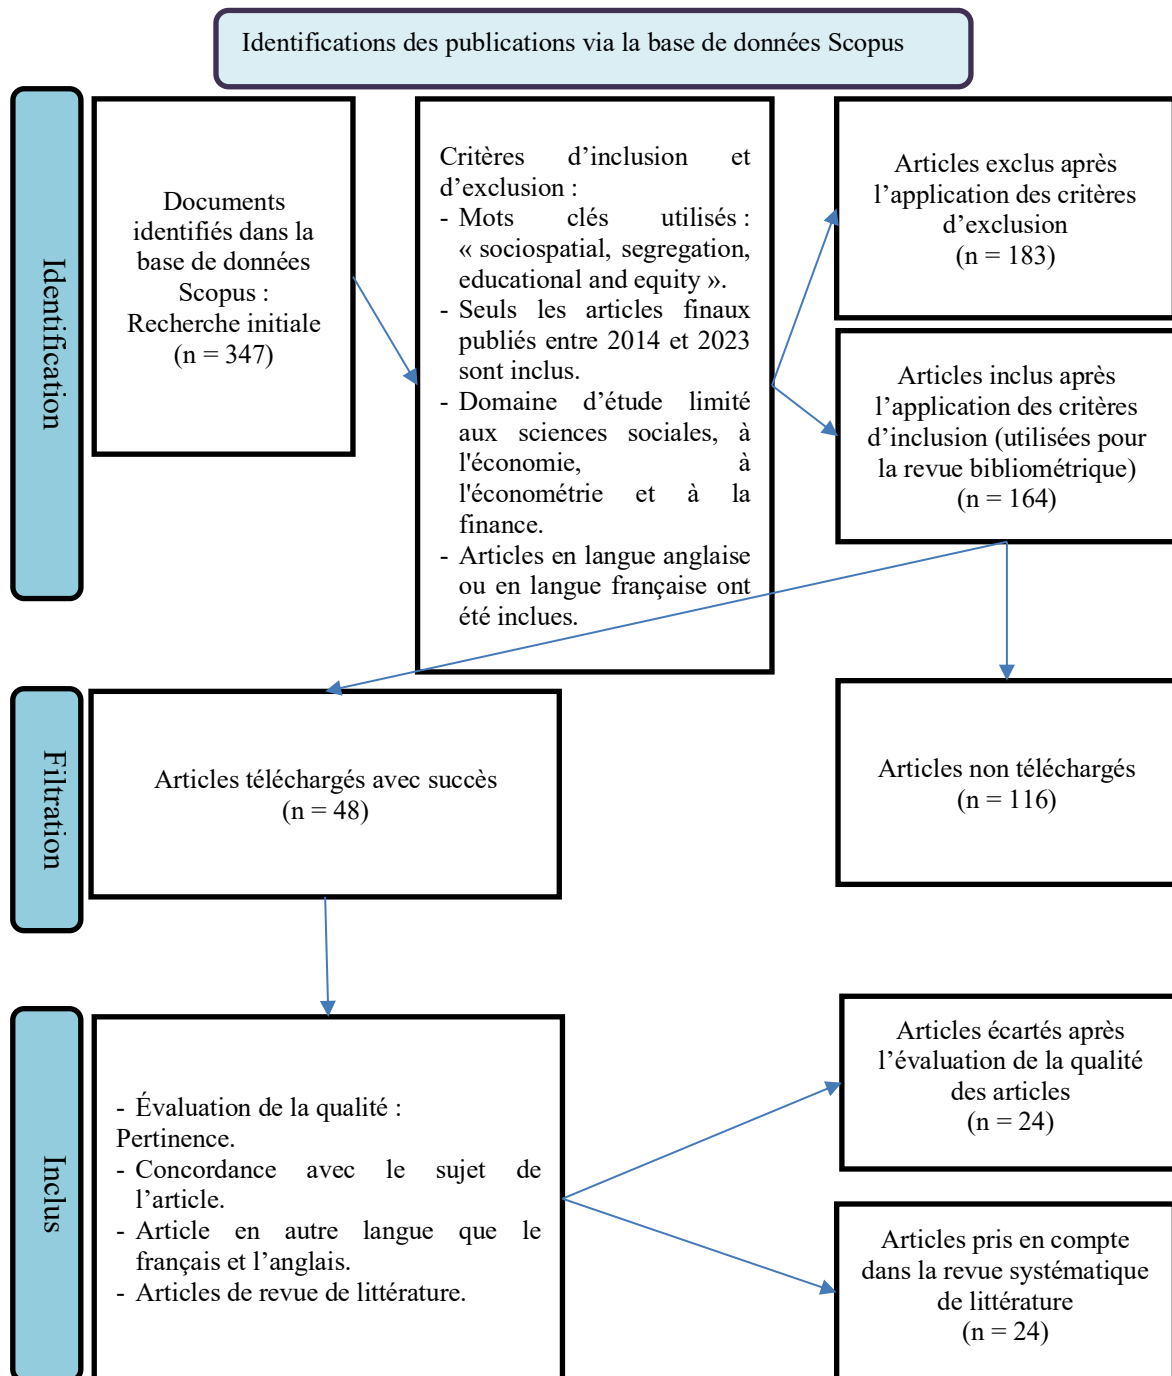 Identifications des publications via la base de données Scopus
Identification
Documents
identifiés dans la
base de données
Scopus :
Recherche initiale
(n = 347)
Critères d’inclusion et
d’exclusion :
- Mots clés utilisés :
« sociospatial, segregation,
educational and equity ».
- Seuls les articles finaux
publiés entre 2014 et 2023
sont inclus.
- Domaine d’étude limité
aux sciences sociales, à
l'économie, à
l'économétrie et à la
finance.
- Articles en langue anglaise
ou en langue française ont
été inclues.
Articles exclus après
l’application des critères
d’exclusion
(n = 183)
Articles inclus après
l’application des critères
d’inclusion (utilisées pour
la revue bibliométrique)
(n = 164)
Filtration
Articles téléchargés avec succès
(n = 48)
Articles non téléchargés
(n = 116)
Inclus
- Évaluation de la qualité :
Pertinence.
- Concordance avec le sujet de
l’article.
- Article en autre langue que le
français et l’anglais.
- Articles de revue de littérature.
Articles écartés après
l’évaluation de la qualité
des articles
(n = 24)
Articles pris en compte
dans la revue systématique
de littérature
(n = 24)